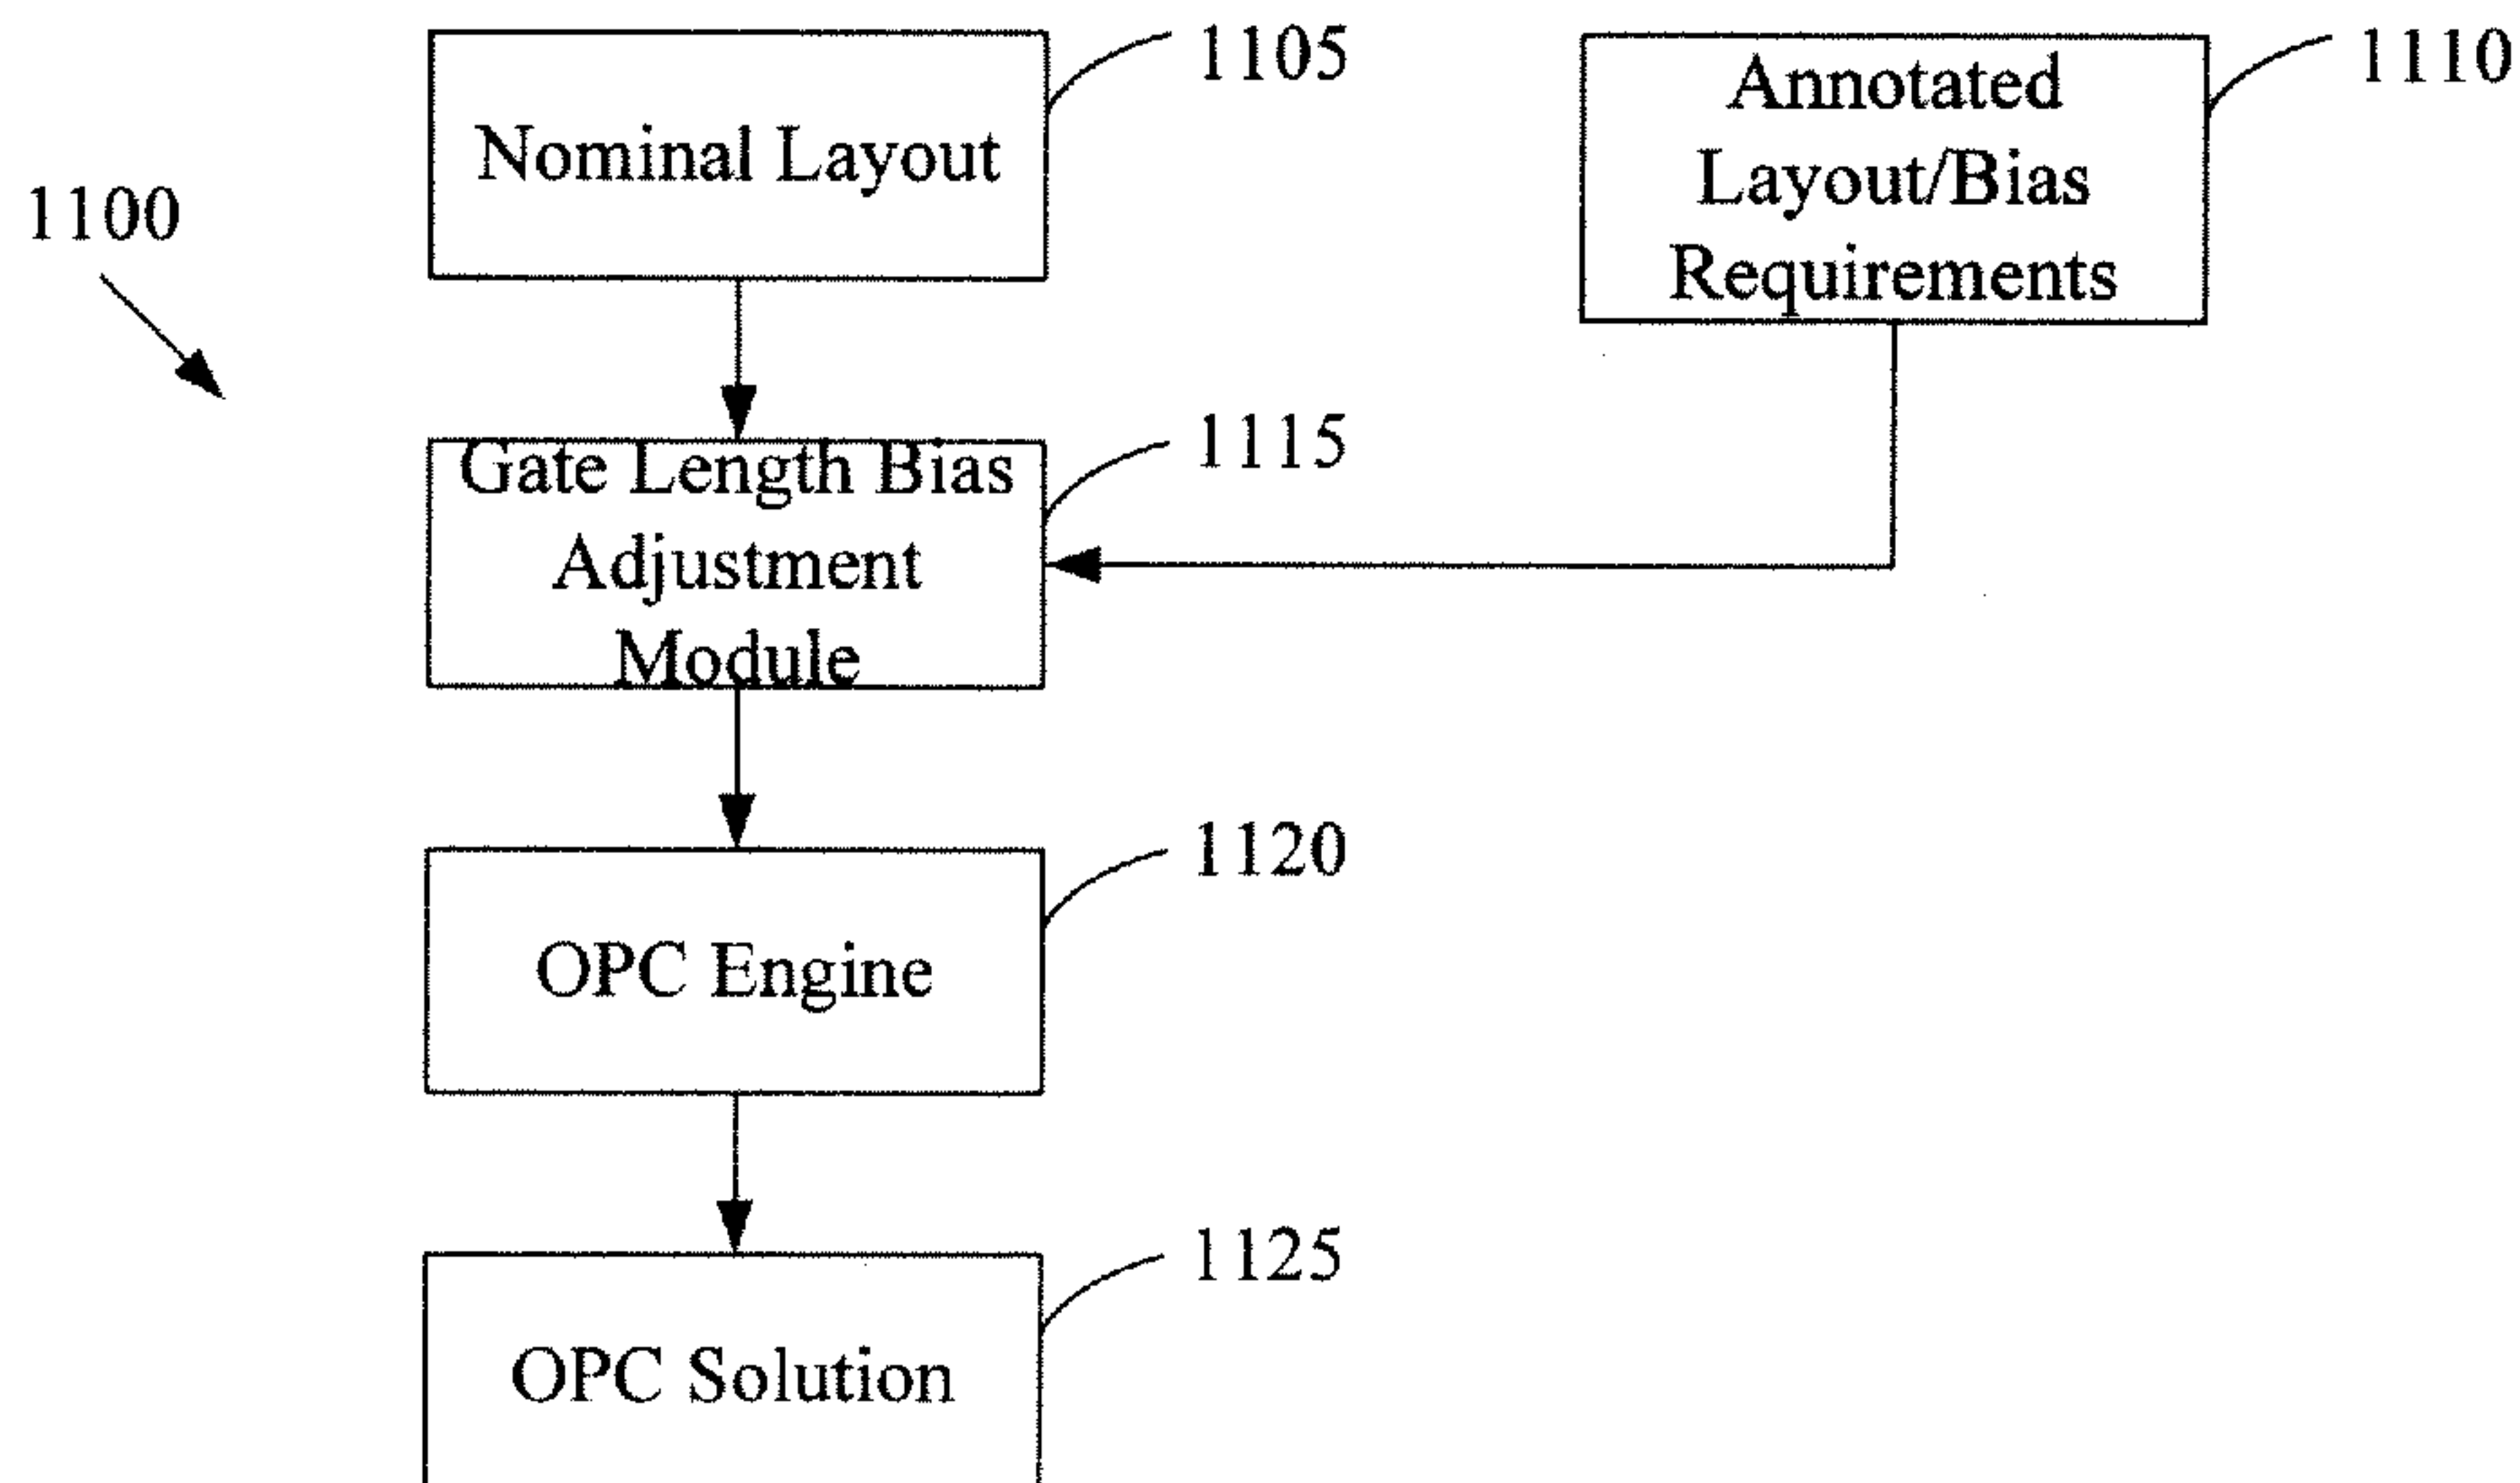 1105
Nominal Layout
1110
Annotated
Layout/Bias
Requirements
1100
1115
Gate Length Bias
Adjustment
Module
1120
OPC Engine
1125
OPC Solution